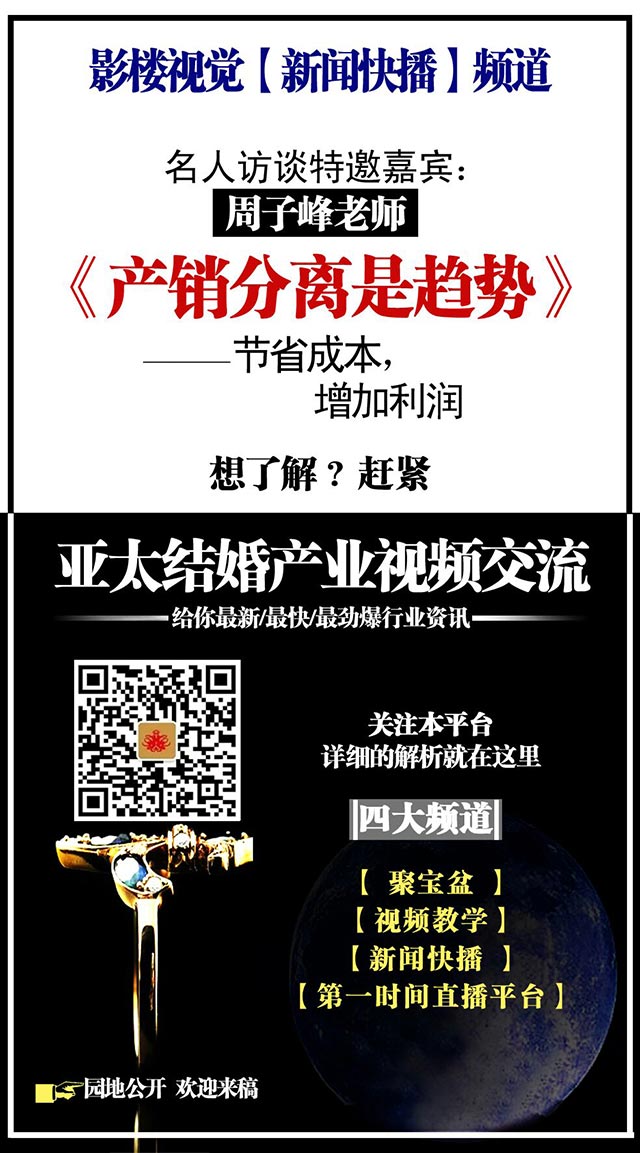 影楼视觉【新闻快播】频道
名人访谈特邀嘉宾：
周子峰老师
《产销分离是趋势》
——节省成本，
增加利润
想了解？赶紧
亚太结婚产业视频交流
给你最新/最快/最劲爆行业资讯
关注本平台
详细的解析就在这里
四大频道
【 聚宝盆 】
【视频教学】
【新闻快播 】
【第一时间直播平台】
园地公开 欢迎来稿